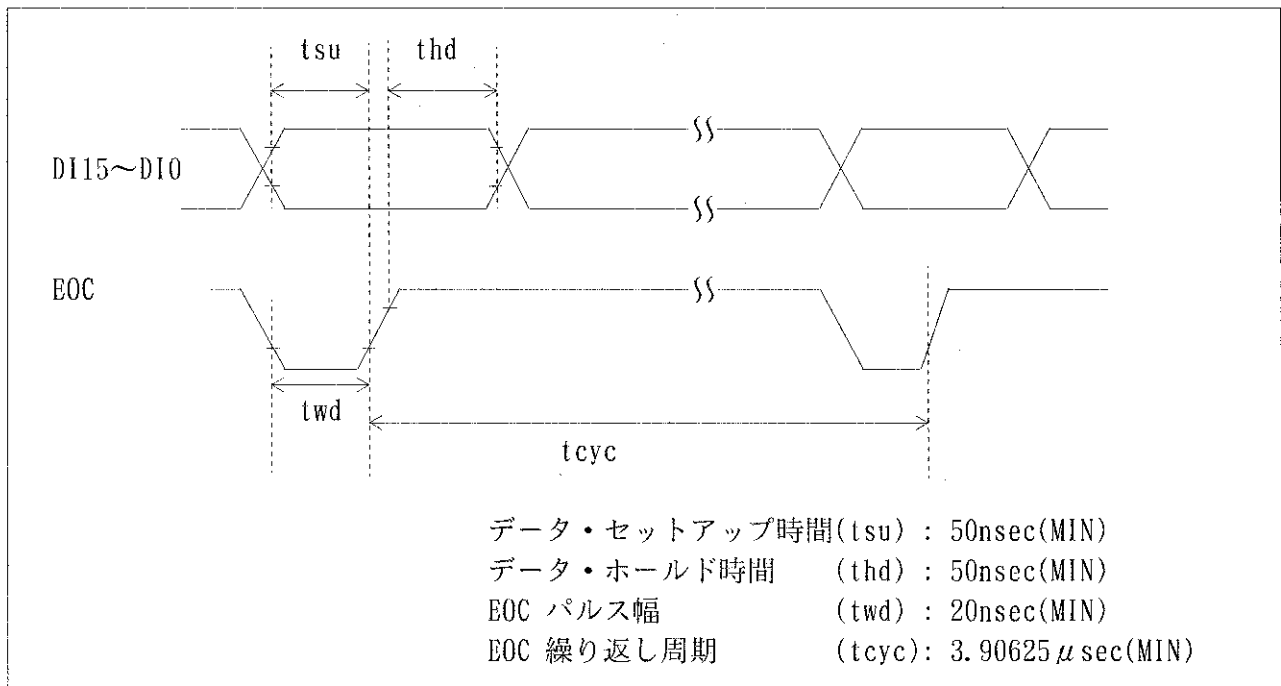 tsu thd
DI15～DI0
EOC
twd
tcyc
データ・セットアップ時間(tsu) : 50nsec(MIN)
データ・ホールド時間 (thd) : 50nsec(MIN)
EOC パルス幅 (twd) : 20nsec(MIN)
EOC 繰り返し周期 (tcyc): 3.90625μsec(MIN)